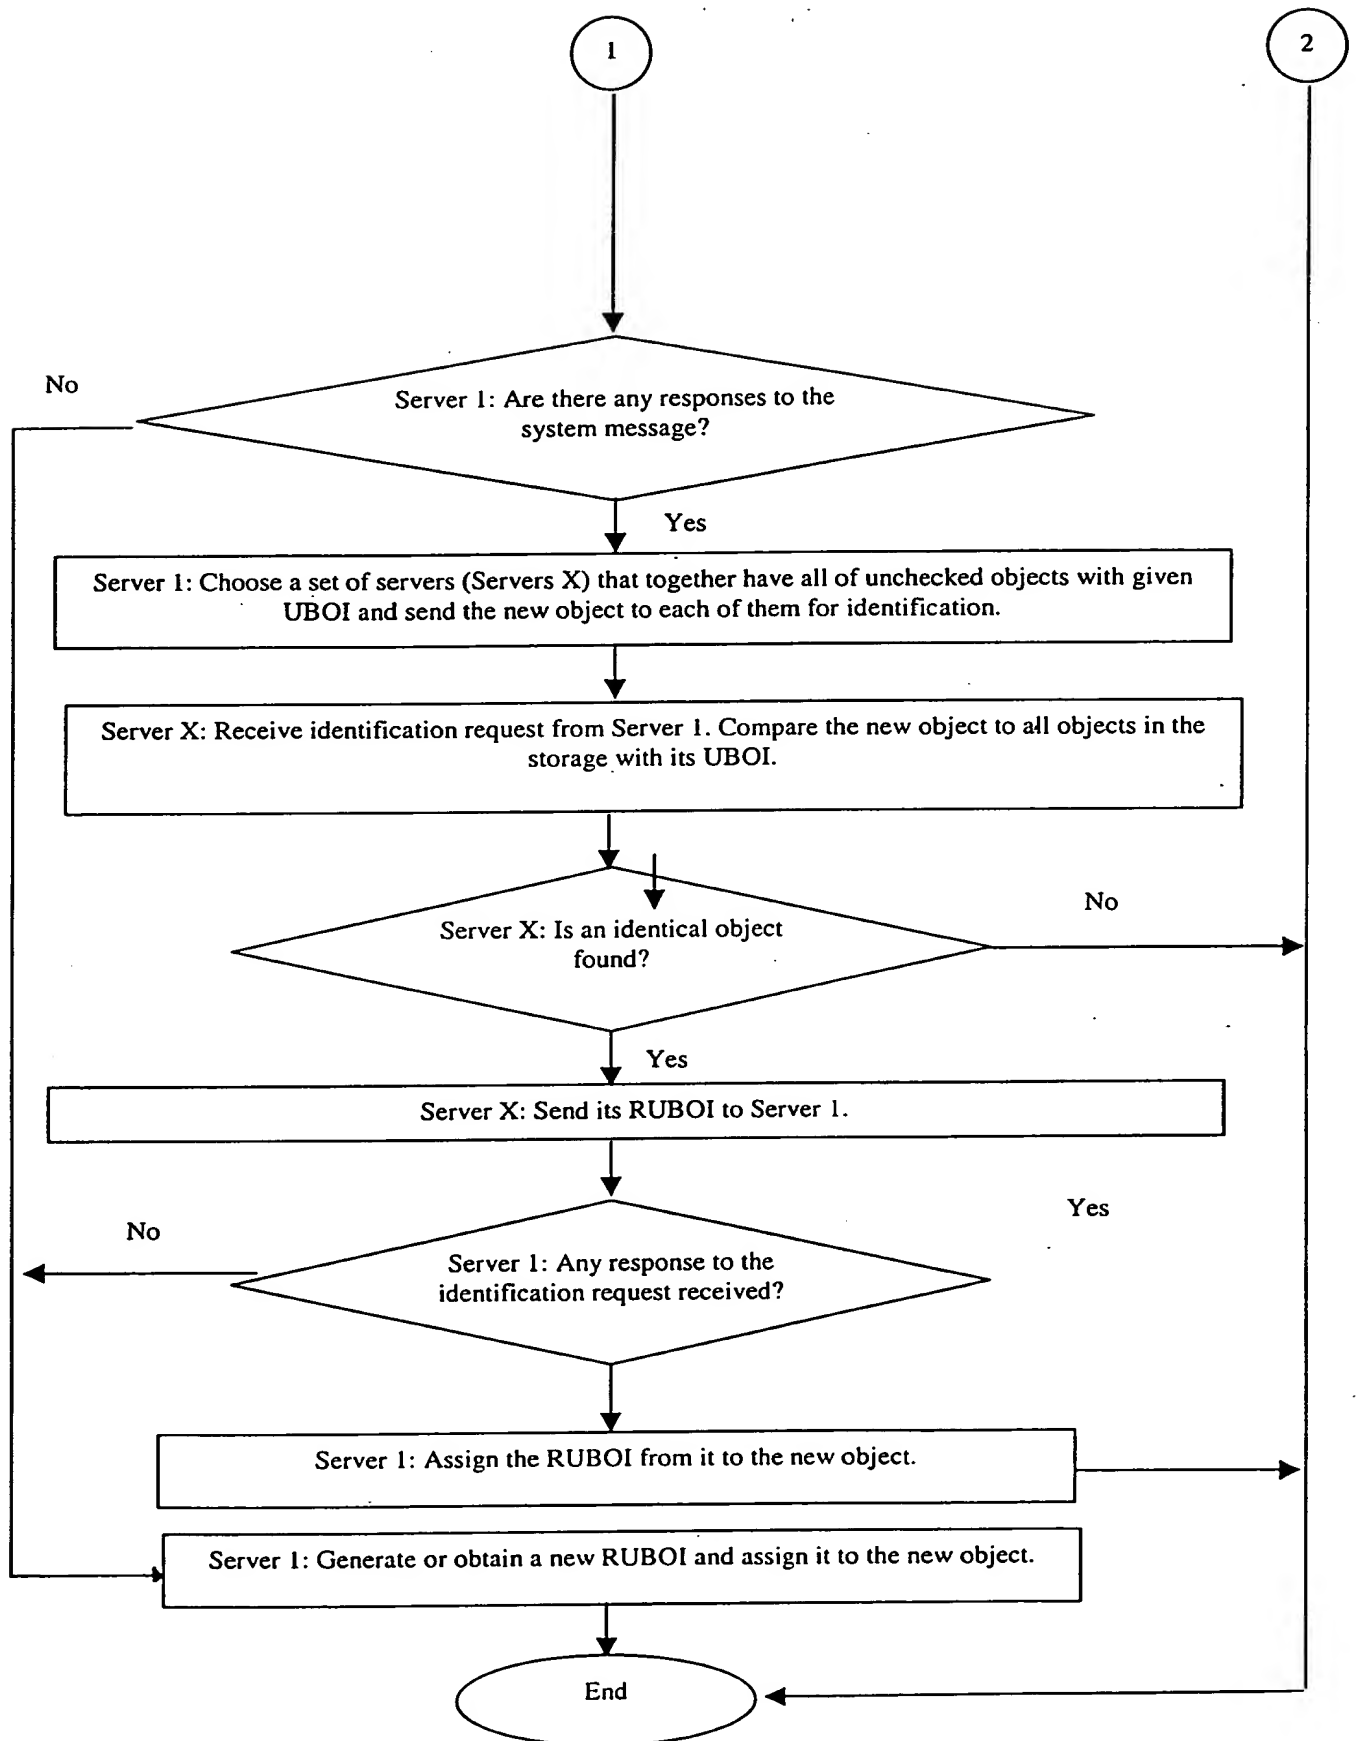 1
2
No
Server 1: Are there any responses to the
system message?
Yes
Server 1: Choose a set of servers (Servers X) that together have all of unchecked objects with given
UBOI and send the new object to each of them for identification.
Server X: Receive identification request from Server 1. Compare the new object to all objects in the
storage with its UBOI.
No
Server X: Is an identical object
found?
Yes
Server X: Send its RUBOI to Server 1.
Yes
No
Server 1: Any response to the
identification request received?
Server 1: Assign the RUBOI from it to the new object.
Server 1: Generate or obtain a new RUBOI and assign it to the new object.
End